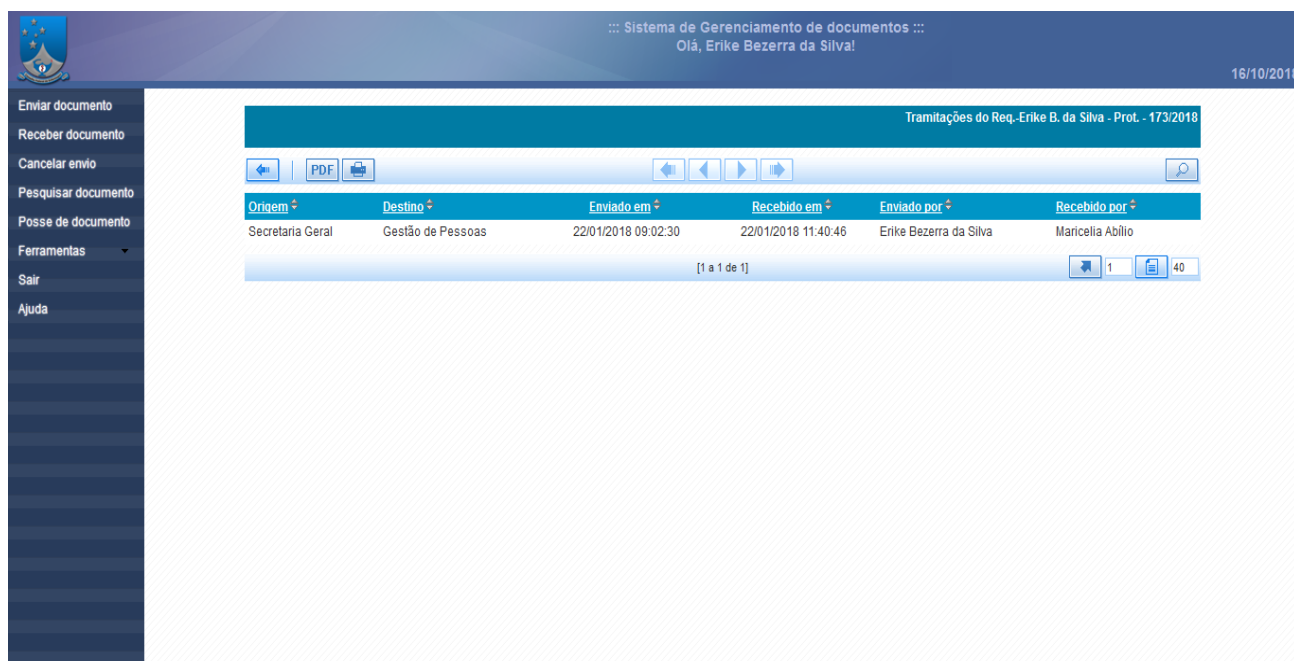 ::: Sistema de Gerenciamento de documentos :::
Olá, Erike Bezerra da Silva!
16/10/2018
Enviar documento
Receber documento
Cancelar envio
Pesquisar documento
Posse de documento
Ferramentas
Sair
Ajuda
Tramitações do Req.-Erike B. da Silva - Prot. - 173/2018
PDF
Origem Destino Enviado em Recebido em Enviado por Recebido por
Secretaria Geral Gestão de Pessoas 22/01/2018 09:02:30 22/01/2018 11:40:46 Erike Bezerra da Silva Maricelia Abílio
[1 a 1 de 1] 1 40